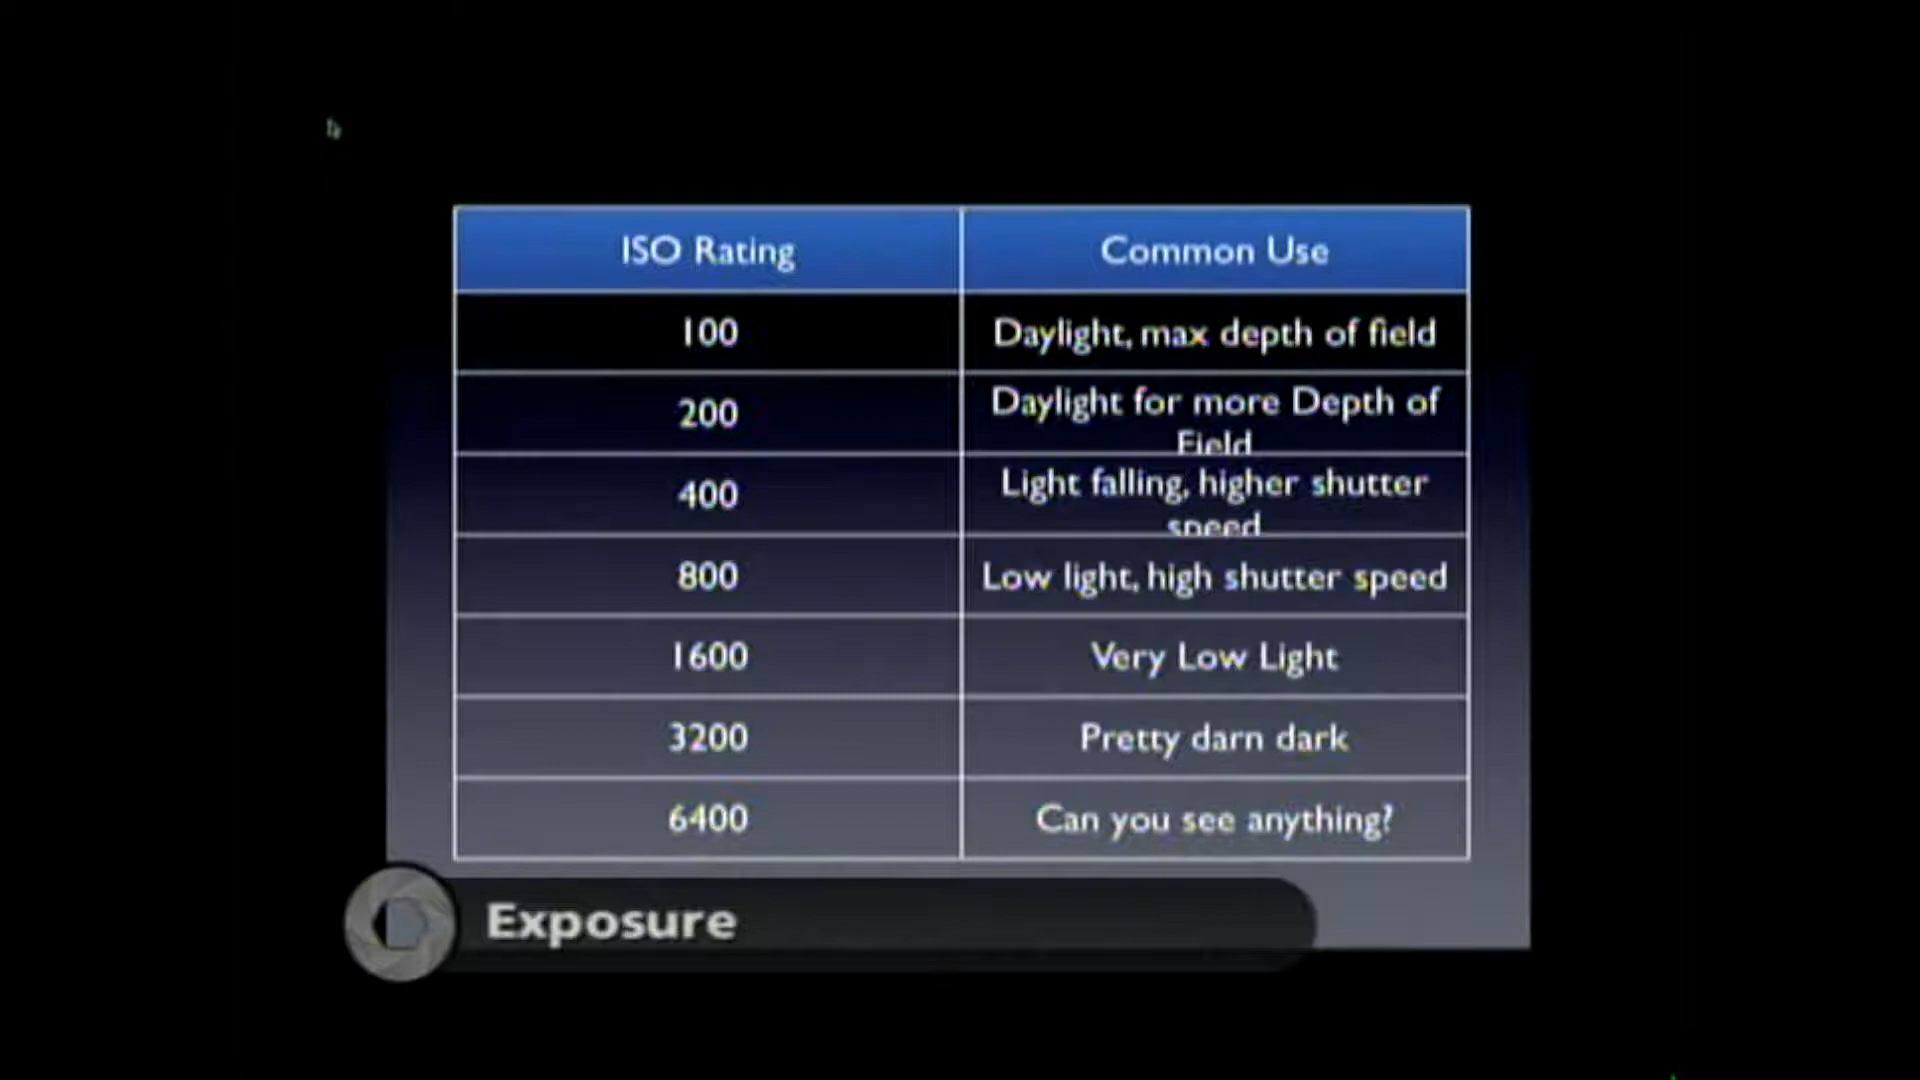 ISO Rating
Common Use
100
Daylight, max depth of field
200
Daylight for more Depth of
Field
400
Light falling, higher shutter
speed
800
Low light, high shutter speed
1600
Very Low Light
3200
Pretty darn dark
6400
Can you see anything?
Exposure